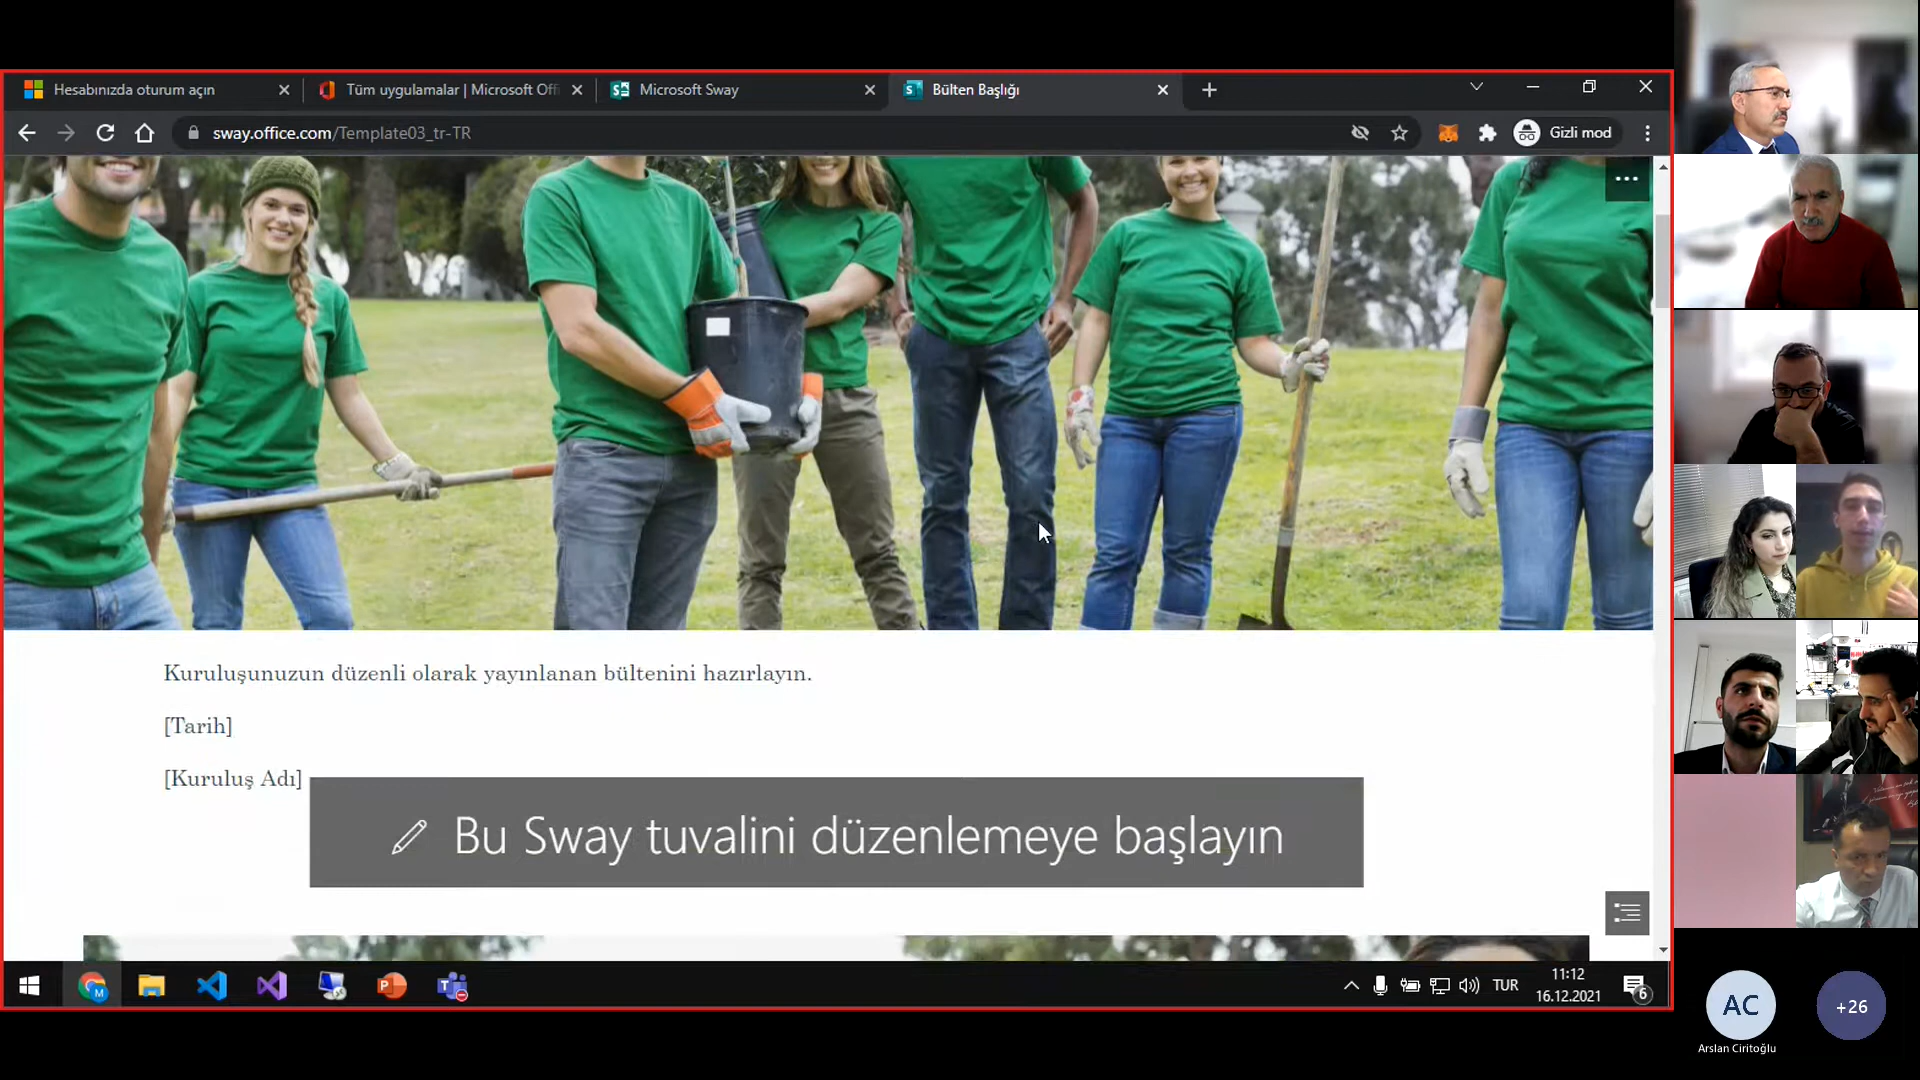 Hesabınızda oturum açın
Tüm uygulamalar | Microsoft Offi
Microsoft Sway
Bülten Başlığı
sway.office.com/Template03_tr-TR
Gizli mod
Kuruluşunuzun düzenli olarak yayınlanan bültenini hazırlayın.
[Tarih]
[Kuruluş Adı]
Bu Sway tuvalini düzenlemeye başlayın
TUR
11:12
16.12.2021
6
AC
+26
Arslan Ciritoğlu